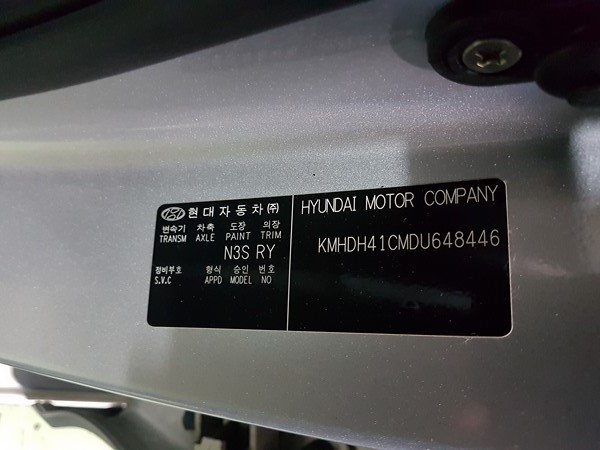 현대자동차(주)
변속기 차축 도장 의장
TRANSM AXLE PAINT TRIM
N3S RY
정비부호 형식 승인 번호
S.V.C APPD MODEL NO
HYUNDAI MOTOR COMPANY
KMHDH41CMDU648446